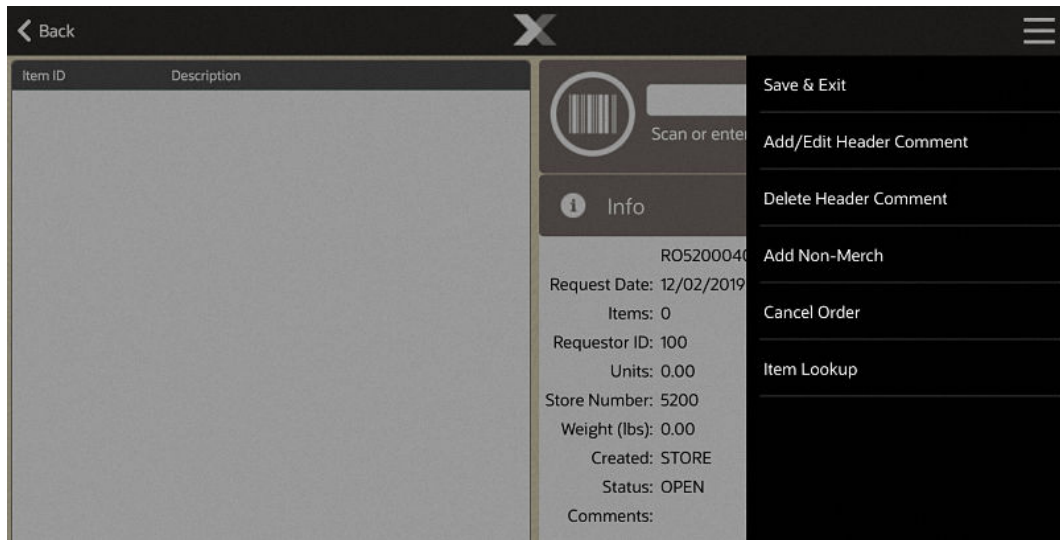 Back
Item ID Description
Scan or enter
Info
RO5200040
Request Date: 12/02/2019
Items: 0
Requestor ID: 100
Units: 0.00
Store Number: 5200
Weight (lbs): 0.00
Created: STORE
Status: OPEN
Comments:
Save & Exit
Add/Edit Header Comment
Delete Header Comment
Add Non-Merch
Cancel Order
Item Lookup